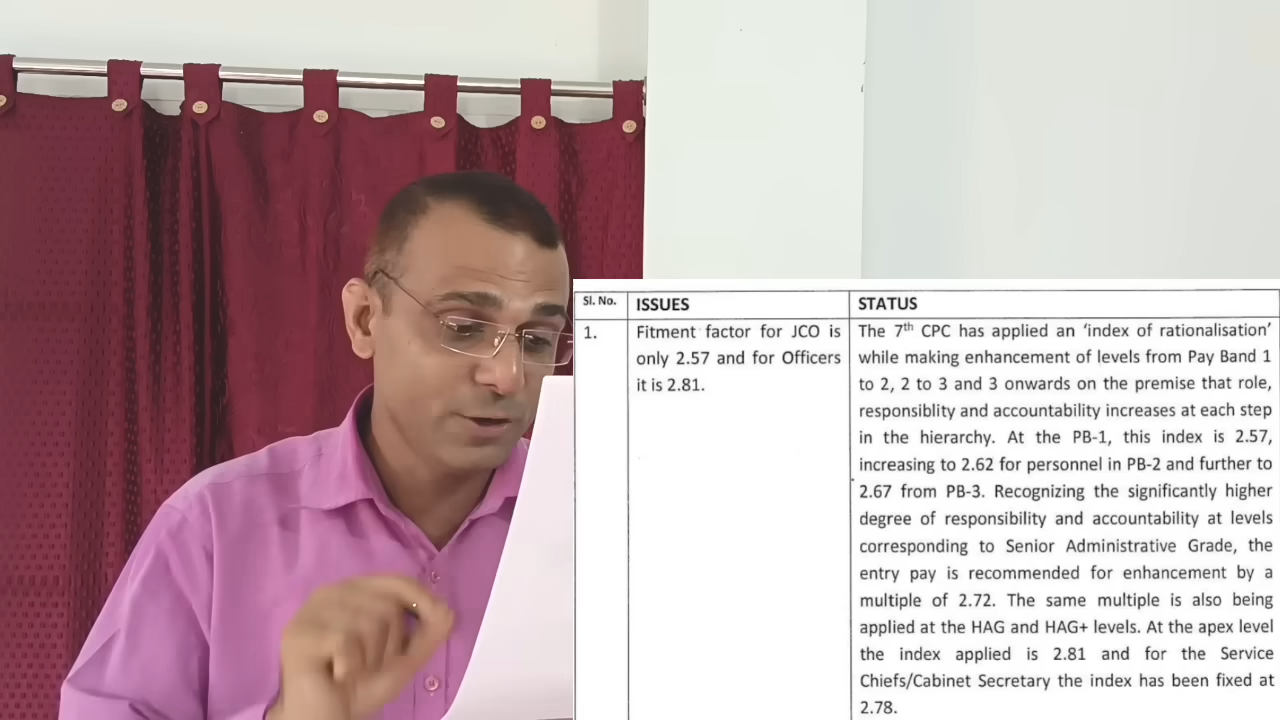 Sl. No.
ISSUES
STATUS
1.
Fitment factor for JCO is
only 2.57 and for Officers
it is 2.81.
The 7th CPC has applied an ‘index of rationalisation’
while making enhancement of levels from Pay Band 1
to 2, 2 to 3 and 3 onwards on the premise that role,
responsiblity and accountability increases at each step
in the hierarchy. At the PB-1, this index is 2.57,
increasing to 2.62 for personnel in PB-2 and further to
2.67 from PB-3. Recognizing the significantly higher
degree of responsibility and accountability at levels
corresponding to Senior Administrative Grade, the
entry pay is recommended for enhancement by a
multiple of 2.72. The same multiple is also being
applied at the HAG and HAG+ levels. At the apex level
the index applied is 2.81 and for the Service
Chiefs/Cabinet Secretary the index has been fixed at
2.78.